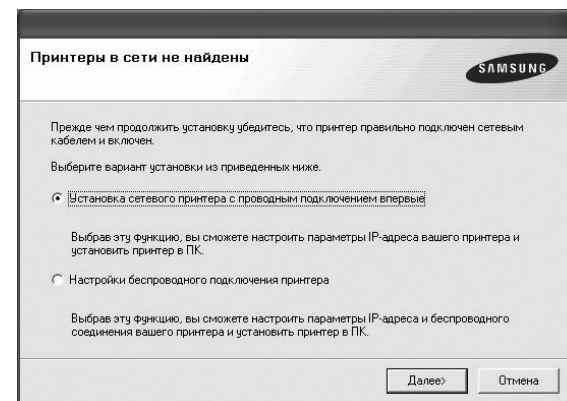 Принтеры в сети не найдены
SAMSUNG
Прежде чем продолжить установку убедитесь, что принтер правильно подключен сетевым
кабелем и включен.
Выберите вариант установки из приведенных ниже.
Установка сетевого принтера с проводным подключением впервые
Выбрав эту функцию, вы сможете настроить параметры IP-адреса вашего принтера и
установить принтер в ПК.
Настройки беспроводного подключения принтера
Выбрав эту функцию, вы сможете настроить параметры IP-адреса и беспроводного
соединения вашего принтера и установить принтер в ПК.
Далее>
Отмена